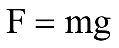 F = mg